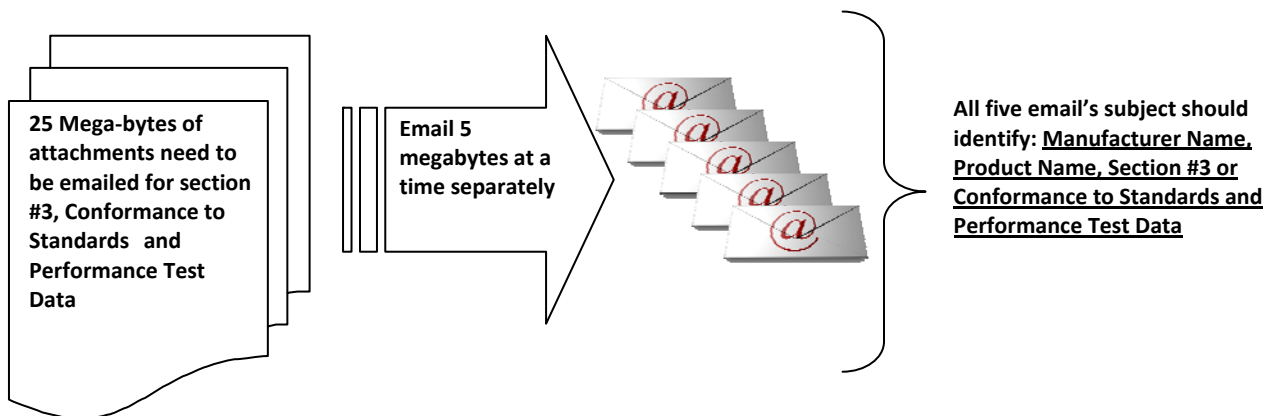 25 Mega-bytes of
attachments need to
be emailed for section
#3, Conformance to
Standards and
Performance Test
Data
Email 5
megabytes at a
time separately
@
@
@
@
@
All five email's subject should
identify: Manufacturer Name,
Product Name, Section #3 or
Conformance to Standards and
Performance Test Data